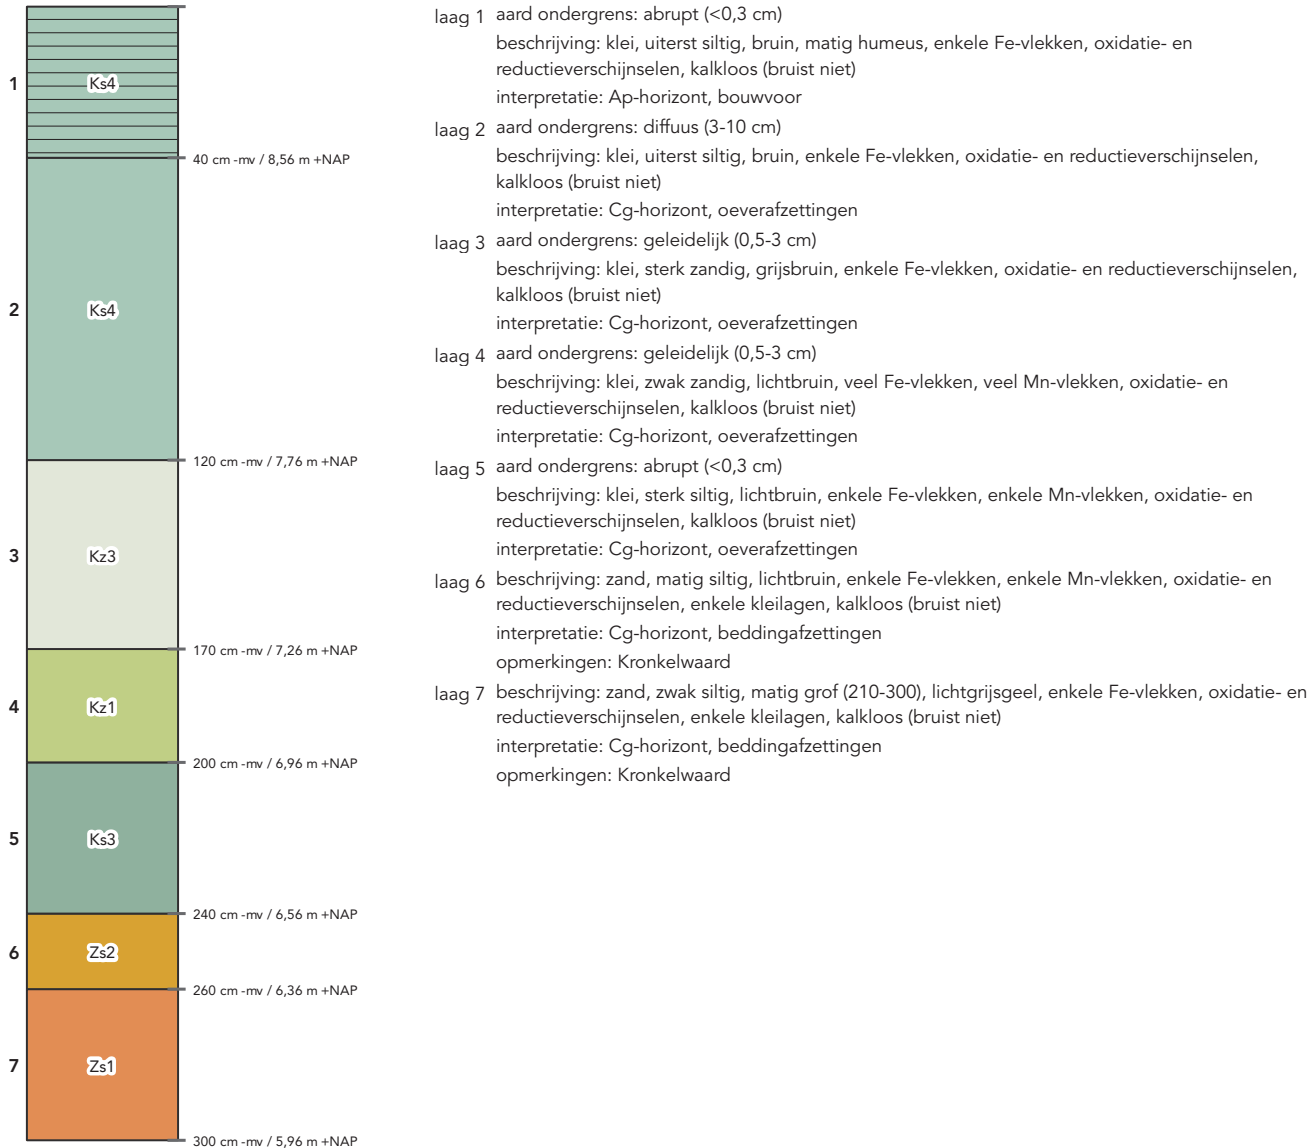 1
Ks4
40 cm -mv / 8,56 m +NAP
2
Ks4
120 cm -mv / 7,76 m +NAP
3
Kz3
170 cm -mv / 7,26 m +NAP
4
Kz1
200 cm -mv / 6,96 m +NAP
5
Ks3
240 cm -mv / 6,56 m +NAP
6
Zs2
260 cm -mv / 6,36 m +NAP
7
Zs1
300 cm -mv / 5,96 m +NAP
laag 1 aard ondergrens: abrupt (<0,3 cm)
beschrijving: klei, uiterst siltig, bruin, matig humeus, enkele Fe-vlekken, oxidatie- en
reductieverschijnselen, kalkloos (bruist niet)
interpretatie: Ap-horizont, bouwvoor
laag 2 aard ondergrens: diffuus (3-10 cm)
beschrijving: klei, uiterst siltig, bruin, enkele Fe-vlekken, oxidatie- en reductieverschijnselen,
kalkloos (bruist niet)
interpretatie: Cg-horizont, oeverafzettingen
laag 3 aard ondergrens: geleidelijk (0,5-3 cm)
beschrijving: klei, sterk zandig, grijsbruin, enkele Fe-vlekken, oxidatie- en reductieverschijnselen,
kalkloos (bruist niet)
interpretatie: Cg-horizont, oeverafzettingen
laag 4 aard ondergrens: geleidelijk (0,5-3 cm)
beschrijving: klei, zwak zandig, lichtbruin, veel Fe-vlekken, veel Mn-vlekken, oxidatie- en
reductieverschijnselen, kalkloos (bruist niet)
interpretatie: Cg-horizont, oeverafzettingen
laag 5 aard ondergrens: abrupt (<0,3 cm)
beschrijving: klei, sterk siltig, lichtbruin, enkele Fe-vlekken, enkele Mn-vlekken, oxidatie- en
reductieverschijnselen, kalkloos (bruist niet)
interpretatie: Cg-horizont, oeverafzettingen
laag 6 beschrijving: zand, matig siltig, lichtbruin, enkele Fe-vlekken, enkele Mn-vlekken, oxidatie- en
reductieverschijnselen, enkele kleilagen, kalkloos (bruist niet)
interpretatie: Cg-horizont, beddingafzettingen
opmerkingen: Kronkelwaard
laag 7 beschrijving: zand, zwak siltig, matig grof (210-300), lichtgrijsgeel, enkele Fe-vlekken, oxidatie- en
reductieverschijnselen, enkele kleilagen, kalkloos (bruist niet)
interpretatie: Cg-horizont, beddingafzettingen
opmerkingen: Kronkelwaard